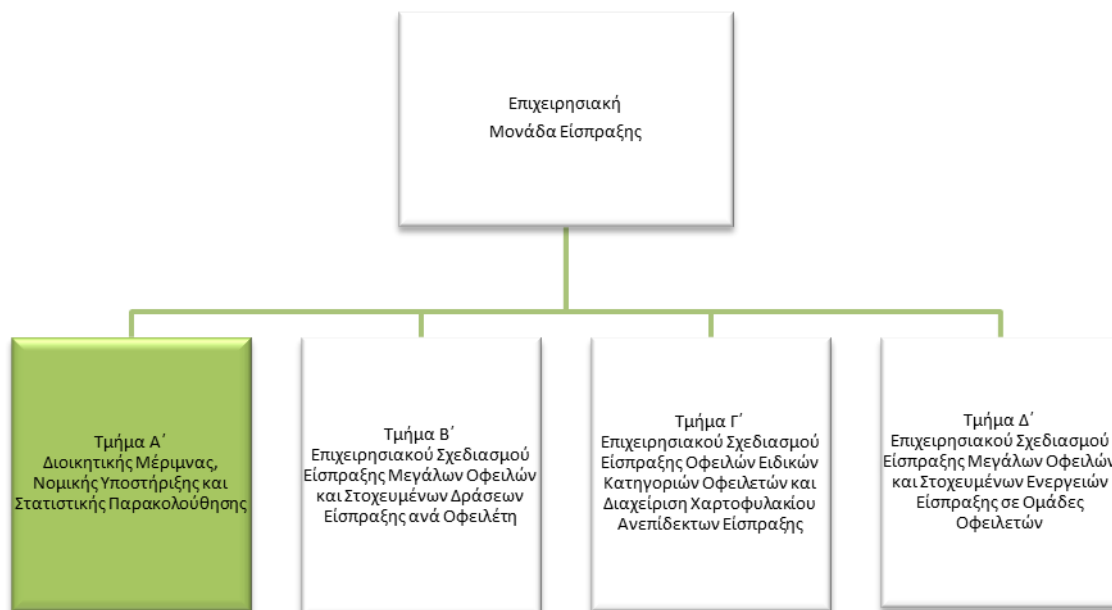 Επιχειρησιακή
Μονάδα Είσπραξης
Τμήμα Α΄
Διοικητικής Μέριμνας,
Νομικής Υποστήριξης και
Στατιστικής Παρακολούθησης
Τμήμα Β΄
Επιχειρησιακού Σχεδιασμού
Είσπραξης Μεγάλων Οφειλών
και Στοχευμένων Δράσεων
Είσπραξης ανά Οφειλέτη
Τμήμα Γ΄
Επιχειρησιακού Σχεδιασμού
Είσπραξης Οφειλών Ειδικών
Κατηγοριών Οφειλετών και
Διαχείριση Χαρτοφυλακίου
Ανεπίδεκτων Είσπραξης
Τμήμα Δ΄
Επιχειρησιακού Σχεδιασμού
Είσπραξης Μεγάλων Οφειλών
και Στοχευμένων Ενεργειών
Είσπραξης σε Ομάδες
Οφειλετών